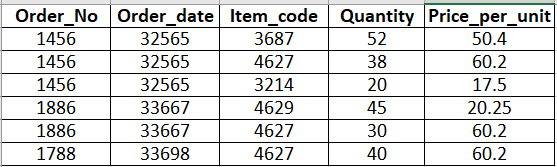 Order_No Order_date Item_code Quantity Price_per_unit
1456 32565 3687 52 50.4
1456 32565 4627 38 60.2
1456 32565 3214 20 17.5
1886 33667 4629 45 20.25
1886 33667 4627 30 60.2
1788 33698 4627 40 60.2